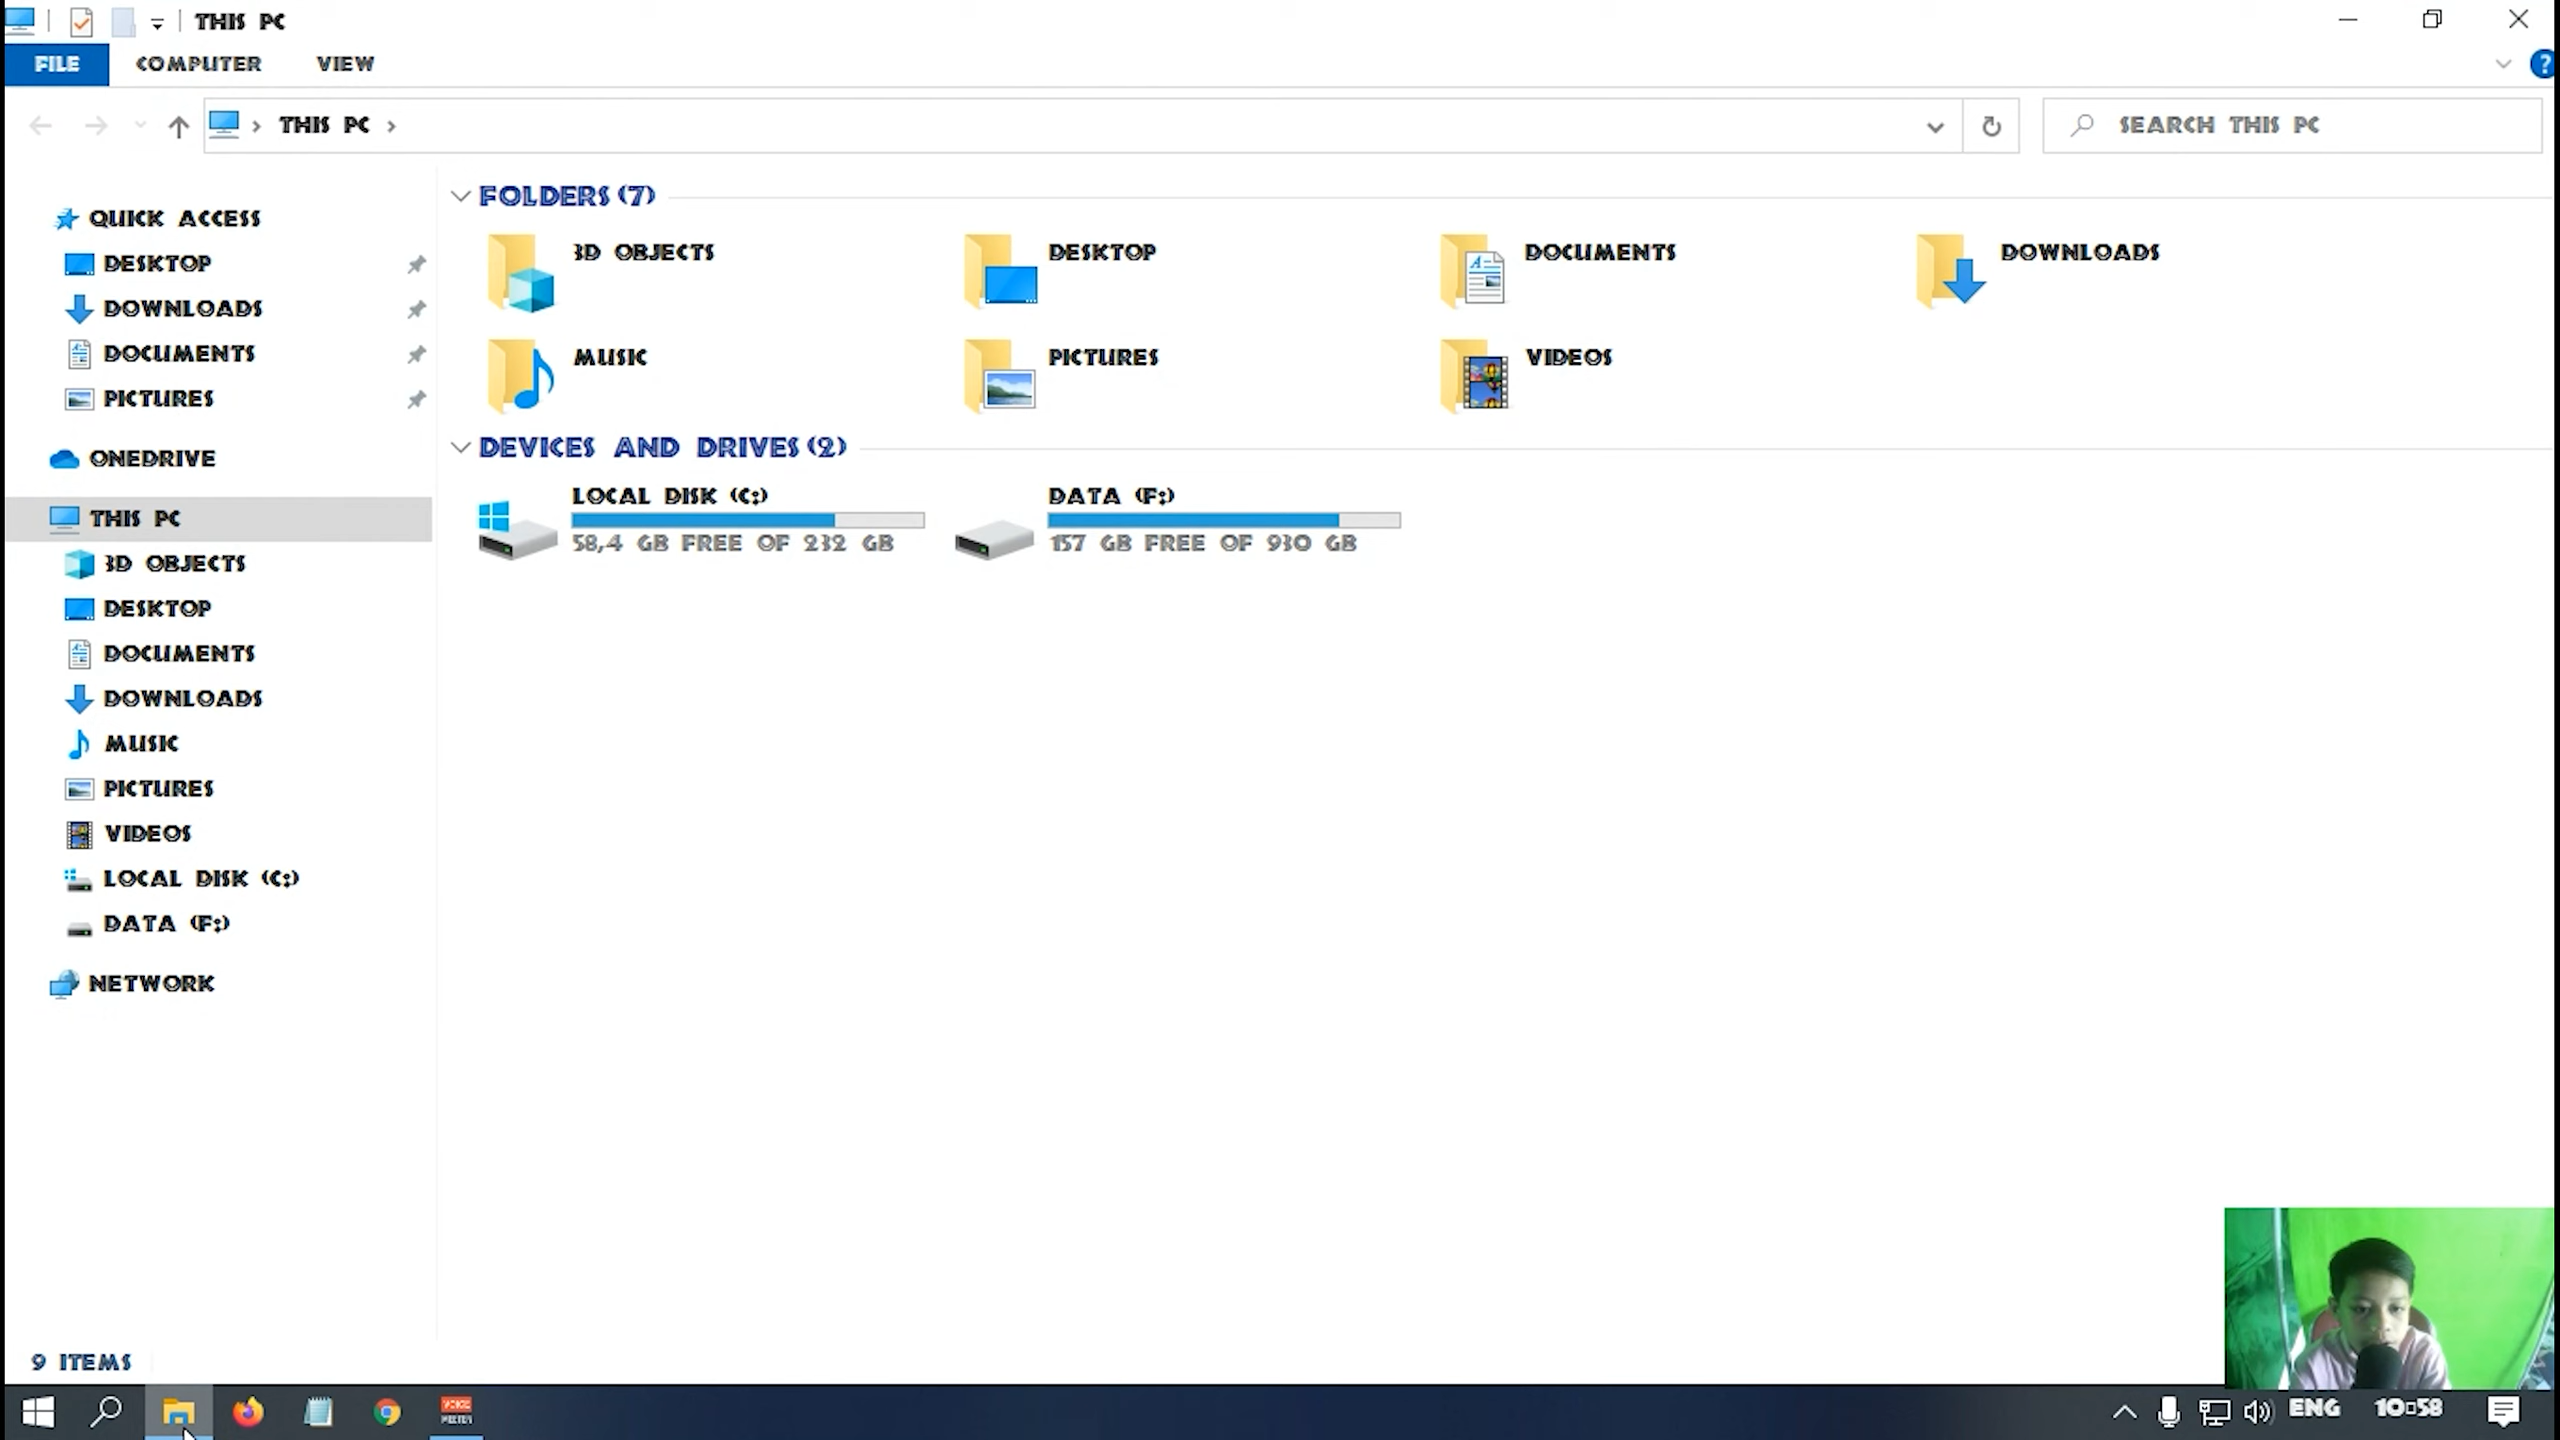 THIS PC
FILE COMPUTER VIEW
THIS PC
SEARCH THIS PC
QUICK ACCESS
DESKTOP
DOWNLOADS
DOCUMENTS
PICTURES
ONEDRIVE
THIS PC
3D OBJECTS
DESKTOP
DOCUMENTS
DOWNLOADS
MUSIC
PICTURES
VIDEOS
LOCAL DISK (C:)
DATA (F:)
NETWORK
FOLDERS (7)
3D OBJECTS
DESKTOP
DOCUMENTS
DOWNLOADS
MUSIC
PICTURES
VIDEOS
DEVICES AND DRIVES (2)
LOCAL DISK (C:)
58,4 GB FREE OF 232 GB
DATA (F:)
157 GB FREE OF 930 GB
9 ITEMS
VOICE
MEETER
ENG
10□58